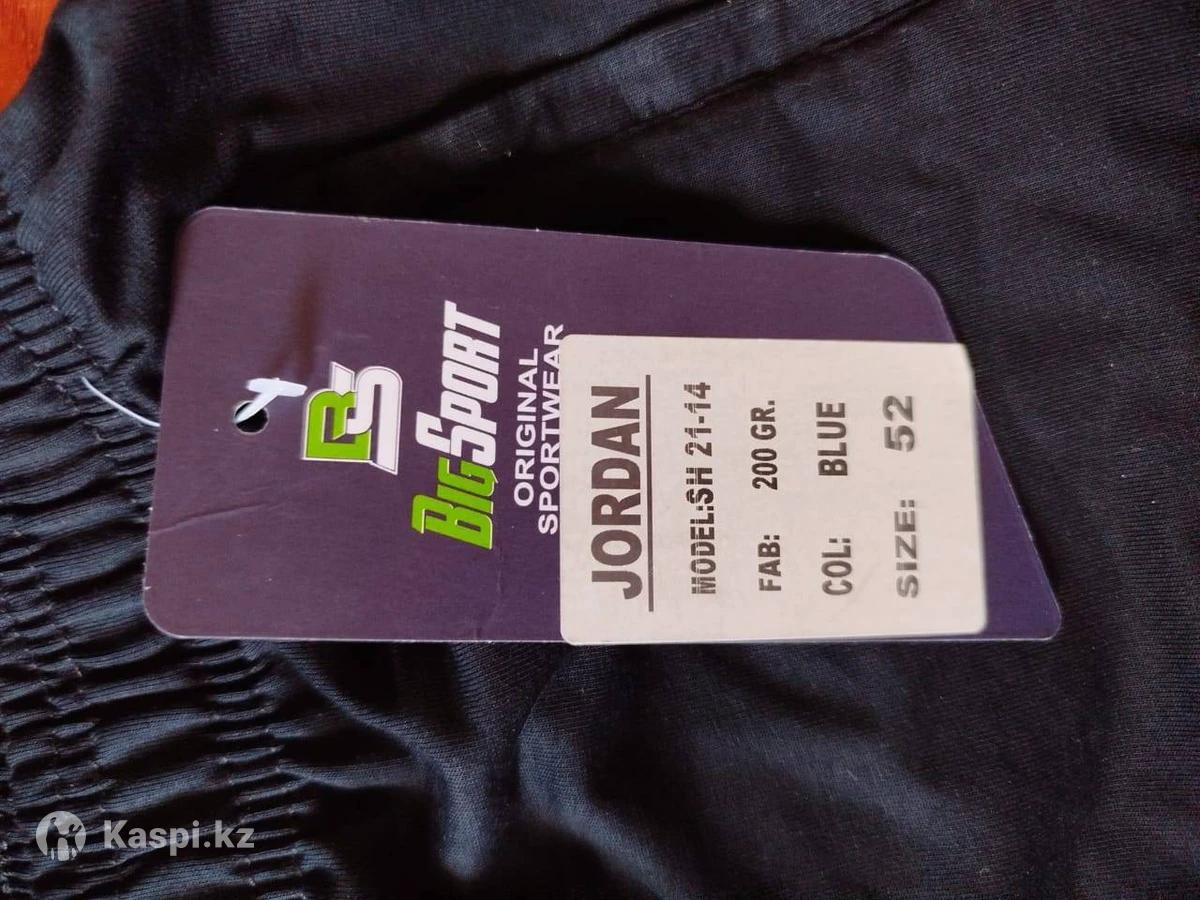 BS
BIGSPORT
ORIGINAL
SPORTWEAR
JORDAN
MODEL:SH 21-14
FAB: 200 GR.
COL: BLUE
SIZE: 52
Kaspi.kz